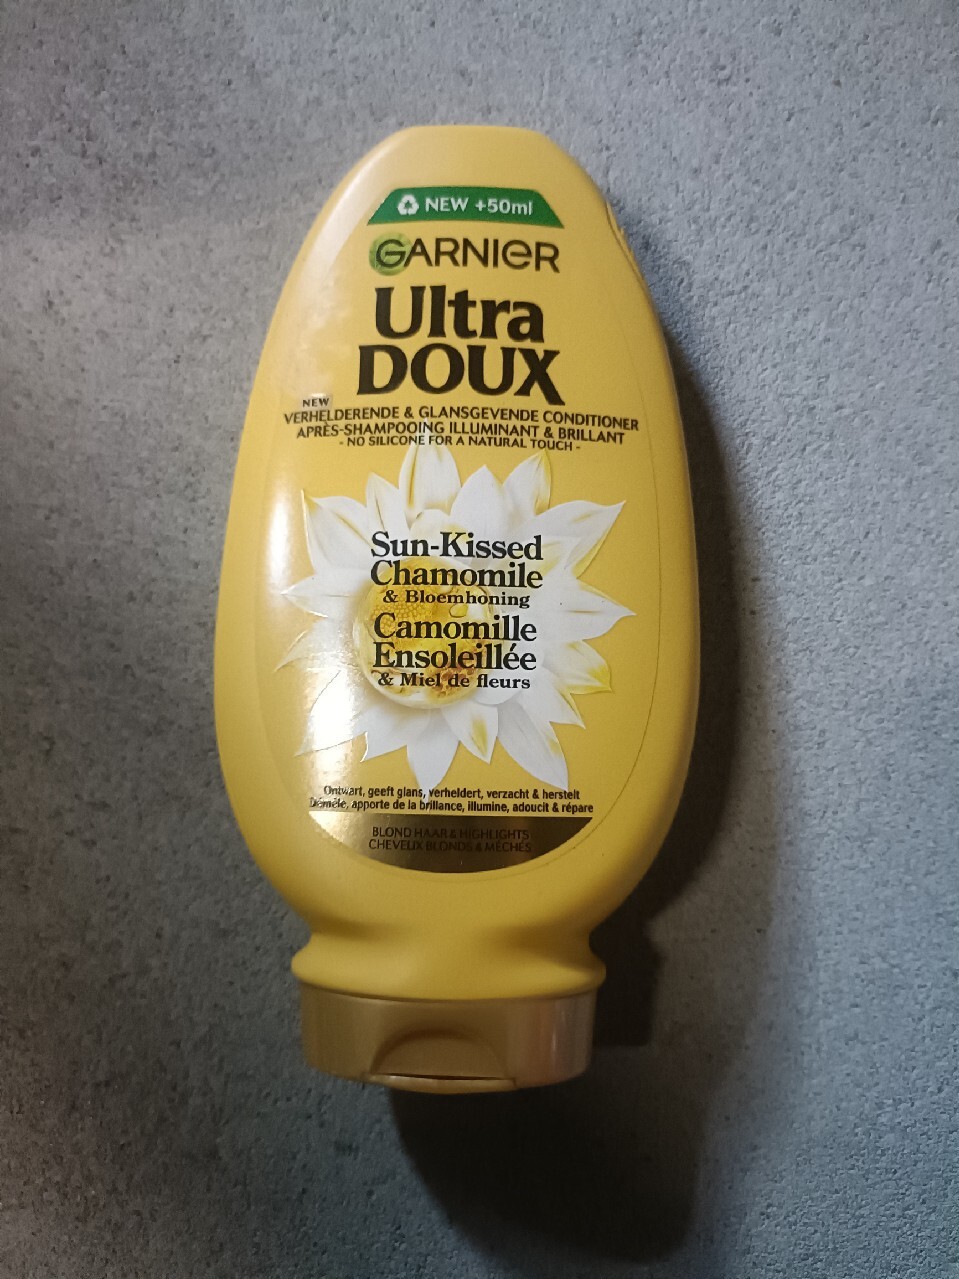 NEW +50ml
GARNIER
Ultra
DOUX
NEW
VERHELDERENDE & GLANSGEVENDE CONDITIONER
APRÈS-SHAMPOOING ILLUMINANT & BRILLANT
- NO SILICONE FOR A NATURAL TOUCH -
Sun-Kissed
Chamomile
& Bloemhoning
Camomille
Ensoleillée
& Miel de fleurs
Ontwart, geeft glans, verheldert, verzacht & herstelt
Démêle, apporte de la brillance, illumine, adoucit & répare
BLOND HAAR & HIGHLIGHTS
CHEVEUX BLONDS & MÉCHÉS